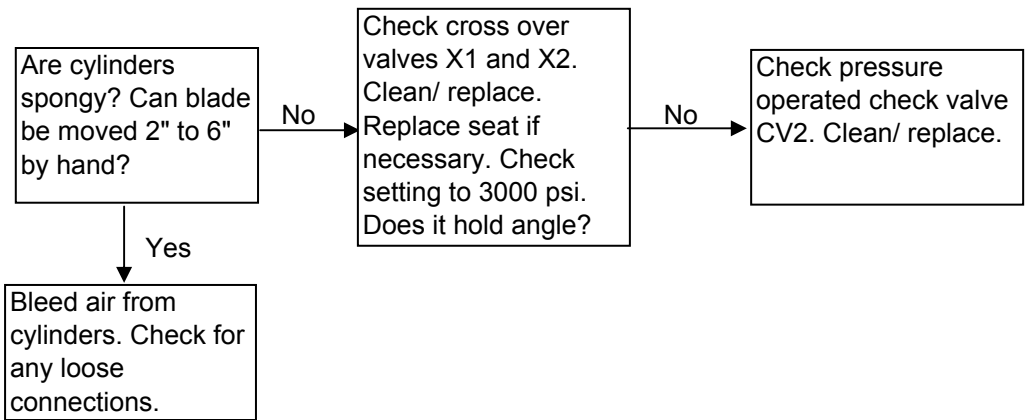 Are cylinders
spongy? Can blade
be moved 2" to 6"
by hand?
No
Check cross over
valves X1 and X2.
Clean/ replace.
Replace seat if
necessary. Check
setting to 3000 psi.
Does it hold angle?
No
Check pressure
operated check valve
CV2. Clean/ replace.
Yes
Bleed air from
cylinders. Check for
any loose
connections.